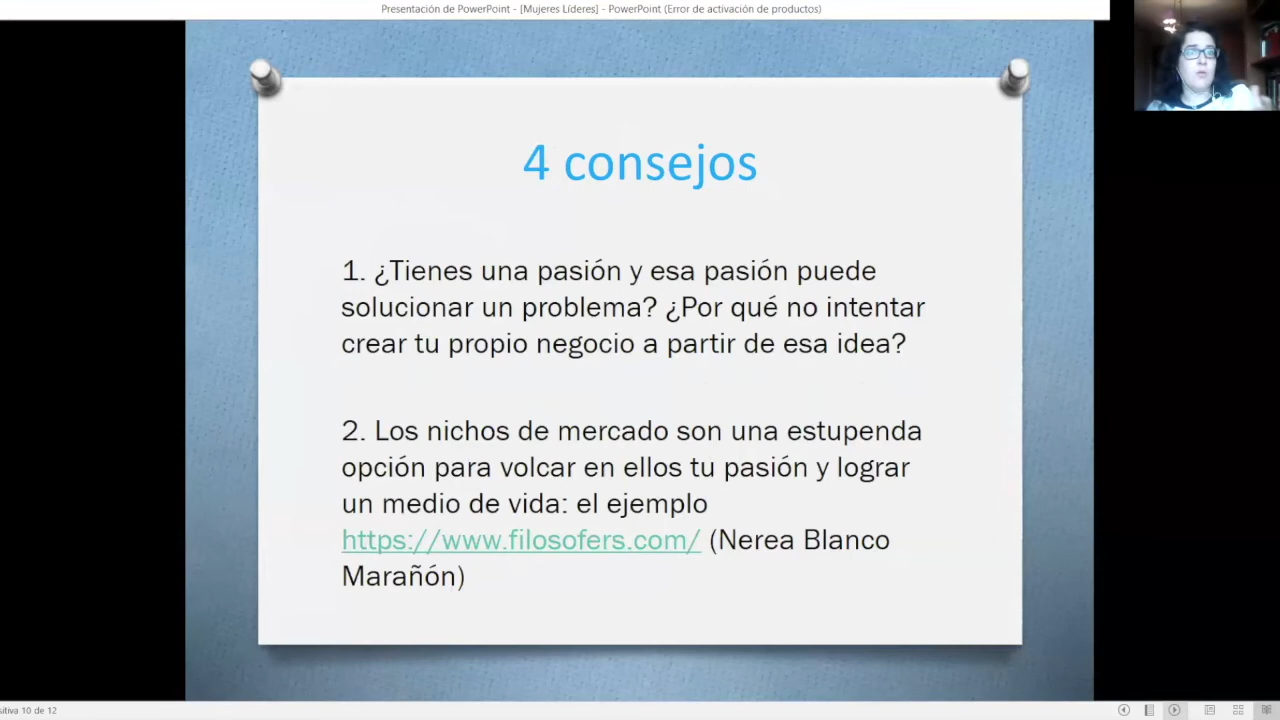 Presentación de PowerPoint - [Mujeres Líderes] - PowerPoint (Error de activación de productos)
4 consejos
1. ¿Tienes una pasión y esa pasión puede
solucionar un problema? ¿Por qué no intentar
crear tu propio negocio a partir de esa idea?
2. Los nichos de mercado son una estupenda
opción para volcar en ellos tu pasión y lograr
un medio de vida: el ejemplo
https://www.filosofers.com/ (Nerea Blanco
Marañón)
sitiva 10 de 12